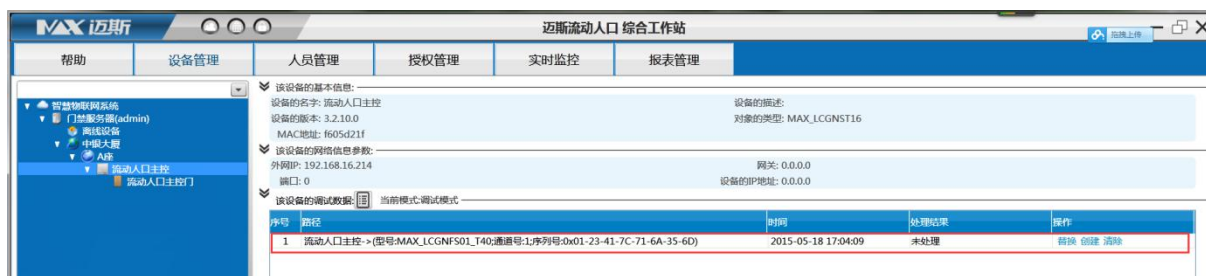 MAX 迈斯
迈斯流动人口 综合工作站
拖拽上传
帮助 设备管理 人员管理 授权管理 实时监控 报表管理
智慧物联网系统
门禁服务器(admin)
离线设备
中银大厦
A座
流动人口主控
流动人口主控门
该设备的基本信息:
设备的名字: 流动人口主控 设备的描述:
设备的版本: 3.2.10.0 对象的类型: MAX_LCGNST16
MAC地址: f605d21f
该设备的网络信息参数:
外网IP: 192.168.16.214 网关: 0.0.0.0
端口: 0 设备的IP地址: 0.0.0.0
该设备的调试数据: 当前模式:调试模式
序号 路径 时间 处理结果 操作
1 流动人口主控->(型号:MAX_LCGNFS01_T40;通道号:1;序列号:0x01-23-41-7C-71-6A-35-6D) 2015-05-18 17:04:09 未处理 替换 创建 清除